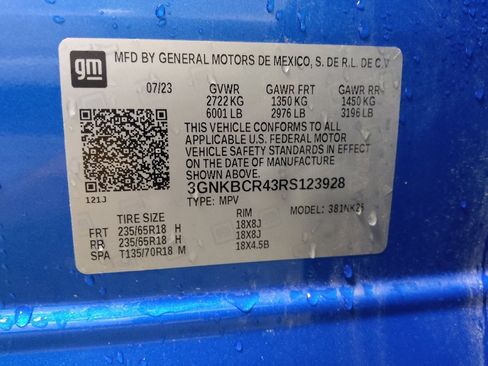 gm
MFD BY GENERAL MOTORS DE MEXICO, S. DE R.L. DE C.V
07/23 GVWR GAWR FRT GAWR RR
2722 KG 1350 KG 1450 KG
6001 LB 2976 LB 3196 LB
THIS VEHICLE CONFORMS TO ALL
APPLICABLE U.S. FEDERAL MOTOR
VEHICLE SAFETY STANDARDS IN EFFECT
ON THE DATE OF MANUFACTURE
SHOWN ABOVE.
3GNKBCR43RS123928
TYPE: MPV MODEL: 381NK26
121J
TIRE SIZE RIM
FRT 235/65R18 H 18X8J
RR 235/65R18 H 18X8J
SPA T135/70R18 M 18X4.5B